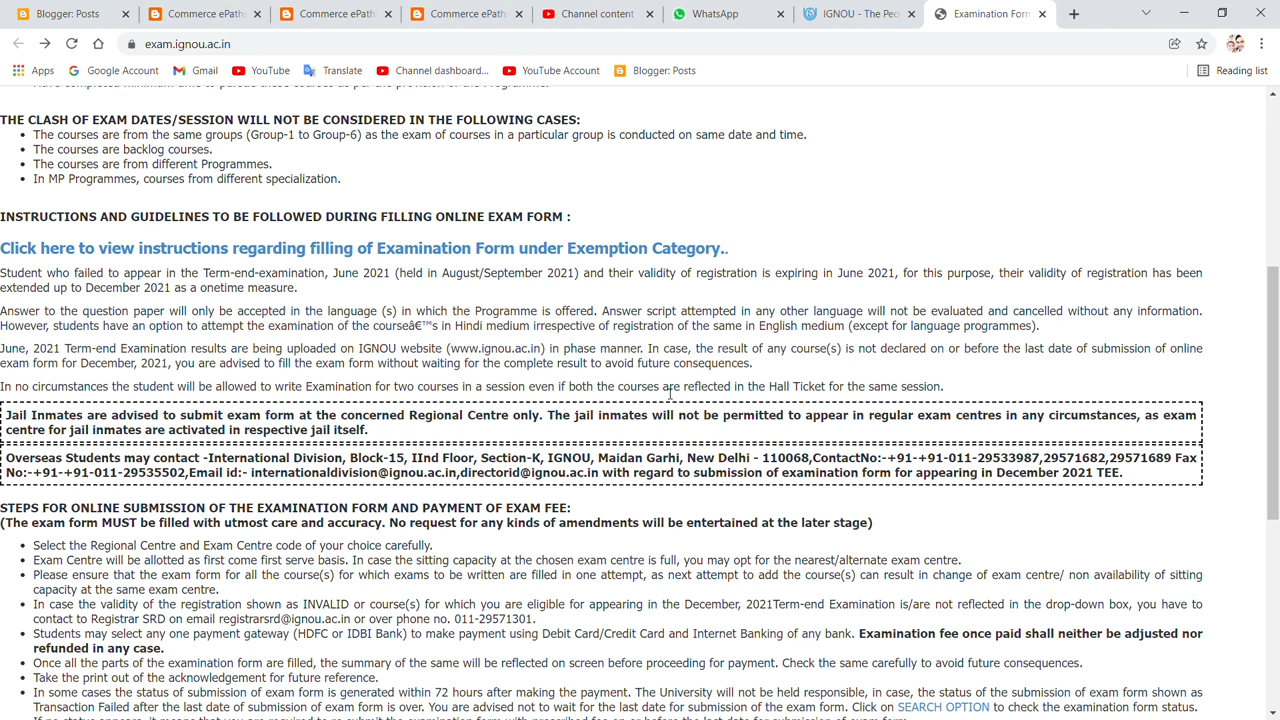 Blogger: Posts
Commerce ePath
Commerce ePath
Commerce ePath
Channel content
WhatsApp
IGNOU - The Peo
Examination Form
exam.ignou.ac.in
Apps
Google Account
Gmail
YouTube
Translate
Channel dashboard...
YouTube Account
Blogger: Posts
Reading list
THE CLASH OF EXAM DATES/SESSION WILL NOT BE CONSIDERED IN THE FOLLOWING CASES:
• The courses are from the same groups (Group-1 to Group-6) as the exam of courses in a particular group is conducted on same date and time.
• The courses are backlog courses.
• The courses are from different Programmes.
• In MP Programmes, courses from different specialization.
INSTRUCTIONS AND GUIDELINES TO BE FOLLOWED DURING FILLING ONLINE EXAM FORM :
Click here to view instructions regarding filling of Examination Form under Exemption Category..
Student who failed to appear in the Term-end-examination, June 2021 (held in August/September 2021) and their validity of registration is expiring in June 2021, for this purpose, their validity of registration has been
extended up to December 2021 as a onetime measure.
Answer to the question paper will only be accepted in the language (s) in which the Programme is offered. Answer script attempted in any other language will not be evaluated and cancelled without any information.
However, students have an option to attempt the examination of the courseâ€™s in Hindi medium irrespective of registration of the same in English medium (except for language programmes).
June, 2021 Term-end Examination results are being uploaded on IGNOU website (www.ignou.ac.in) in phase manner. In case, the result of any course(s) is not declared on or before the last date of submission of online
exam form for December, 2021, you are advised to fill the exam form without waiting for the complete result to avoid future consequences.
In no circumstances the student will be allowed to write Examination for two courses in a session even if both the courses are reflected in the Hall Ticket for the same session.
Jail Inmates are advised to submit exam form at the concerned Regional Centre only. The jail inmates will not be permitted to appear in regular exam centres in any circumstances, as exam
centre for jail inmates are activated in respective jail itself.
Overseas Students may contact -International Division, Block-15, IInd Floor, Section-K, IGNOU, Maidan Garhi, New Delhi - 110068,ContactNo:-+91-+91-011-29533987,29571682,29571689 Fax
No:-+91-+91-011-29535502,Email id:- internationaldivision@ignou.ac.in,directorid@ignou.ac.in with regard to submission of examination form for appearing in December 2021 TEE.
STEPS FOR ONLINE SUBMISSION OF THE EXAMINATION FORM AND PAYMENT OF EXAM FEE:
(The exam form MUST be filled with utmost care and accuracy. No request for any kinds of amendments will be entertained at the later stage)
• Select the Regional Centre and Exam Centre code of your choice carefully.
• Exam Centre will be allotted as first come first serve basis. In case the sitting capacity at the chosen exam centre is full, you may opt for the nearest/alternate exam centre.
• Please ensure that the exam form for all the course(s) for which exams to be written are filled in one attempt, as next attempt to add the course(s) can result in change of exam centre/ non availability of sitting
capacity at the same exam centre.
• In case the validity of the registration shown as INVALID or course(s) for which you are eligible for appearing in the December, 2021Term-end Examination is/are not reflected in the drop-down box, you have to
contact to Registrar SRD on email registrarsrd@ignou.ac.in or over phone no. 011-29571301.
• Students may select any one payment gateway (HDFC or IDBI Bank) to make payment using Debit Card/Credit Card and Internet Banking of any bank. Examination fee once paid shall neither be adjusted nor
refunded in any case.
• Once all the parts of the examination form are filled, the summary of the same will be reflected on screen before proceeding for payment. Check the same carefully to avoid future consequences.
• Take the print out of the acknowledgement for future reference.
• In some cases the status of submission of exam form is generated within 72 hours after making the payment. The University will not be held responsible, in case, the status of the submission of exam form shown as
Transaction Failed after the last date of submission of exam form is over. You are advised not to wait for the last date for submission of the exam form. Click on SEARCH OPTION to check the examination form status.